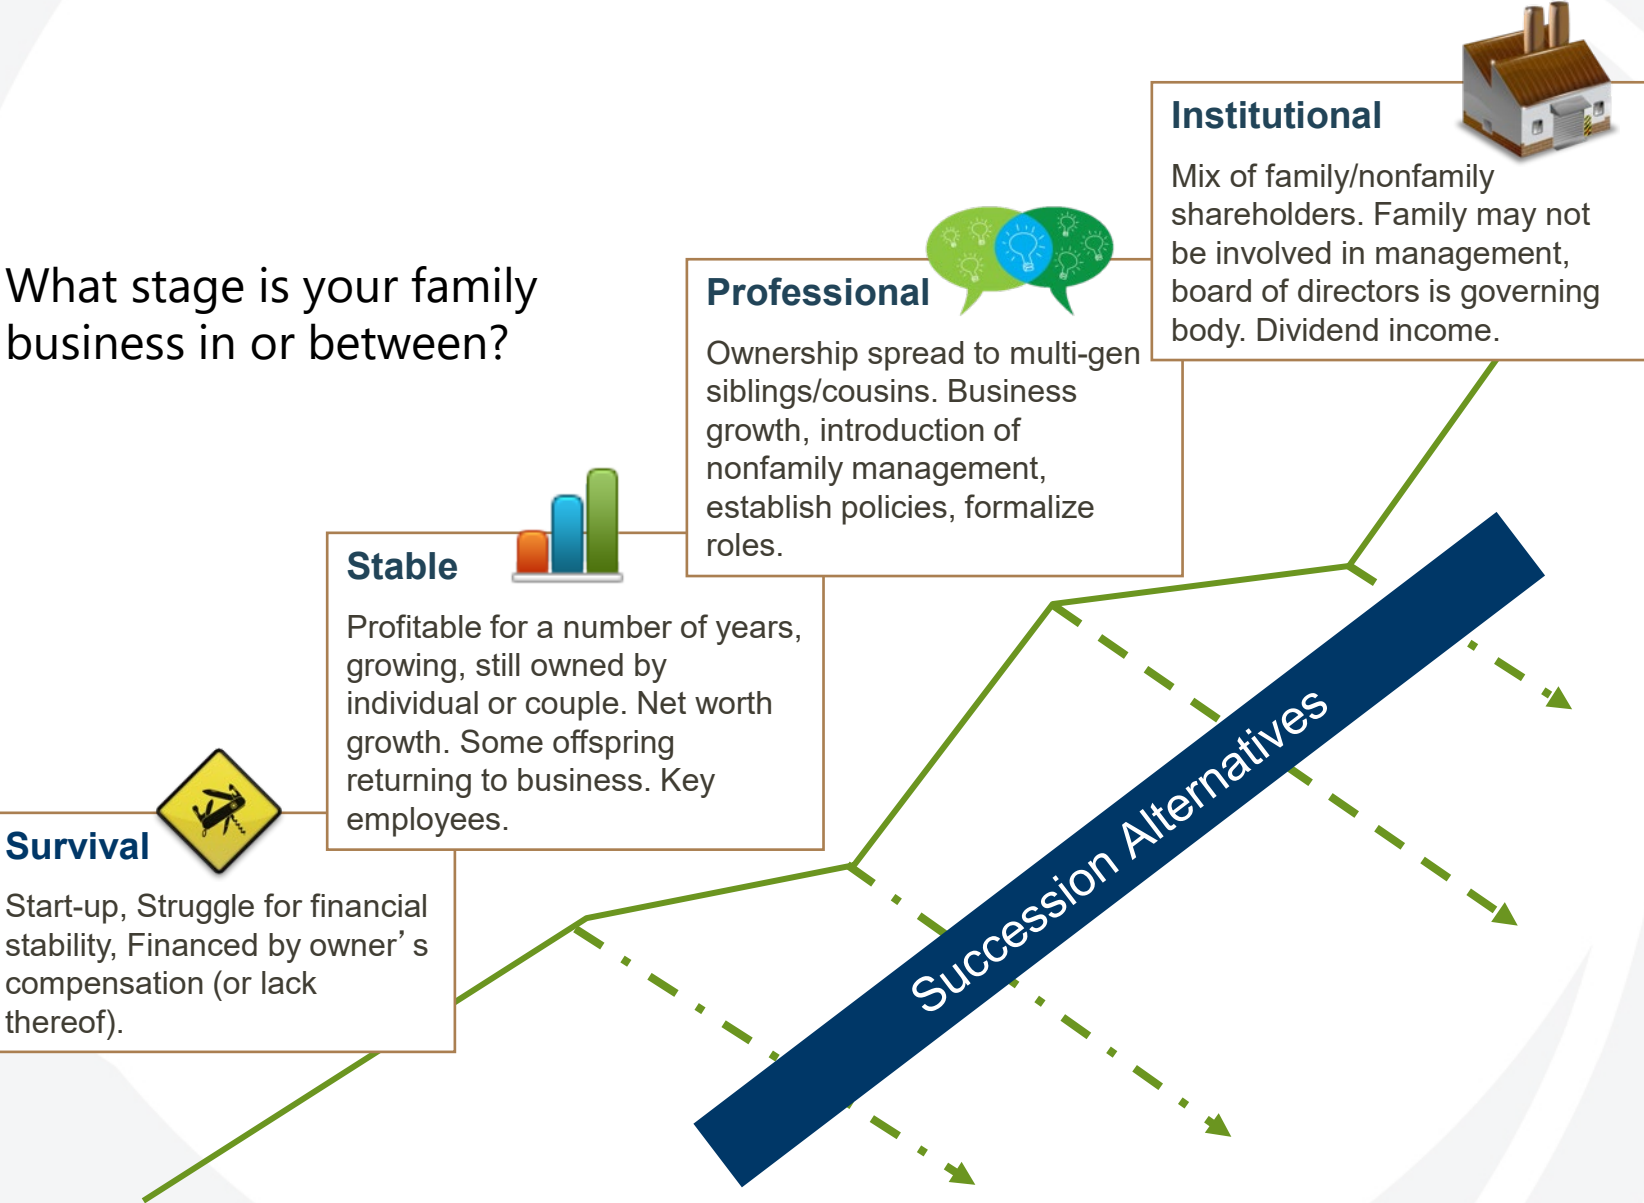 What stage is your family
business in or between?
Institutional
Mix of family/nonfamily
shareholders. Family may not
be involved in management,
board of directors is governing
body. Dividend income.
Professional
Ownership spread to multi-gen
siblings/cousins. Business
growth, introduction of
nonfamily management,
establish policies, formalize
roles.
Stable
Profitable for a number of years,
growing, still owned by
individual or couple. Net worth
growth. Some offspring
returning to business. Key
employees.
Survival
Start-up, Struggle for financial
stability, Financed by owner’s
compensation (or lack
thereof).
Succession Alternatives